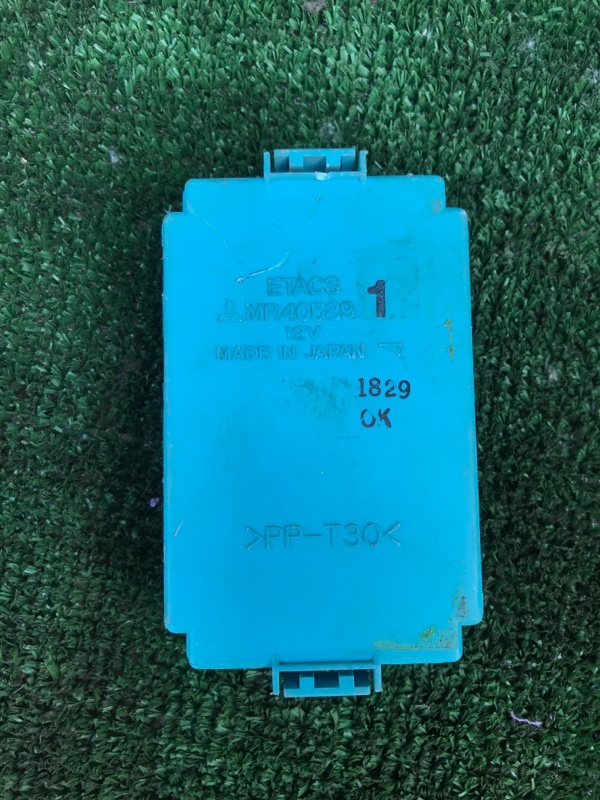 ETACS
MR40589 1
12V
MADE IN JAPAN
1829
OK
>PP-T30<